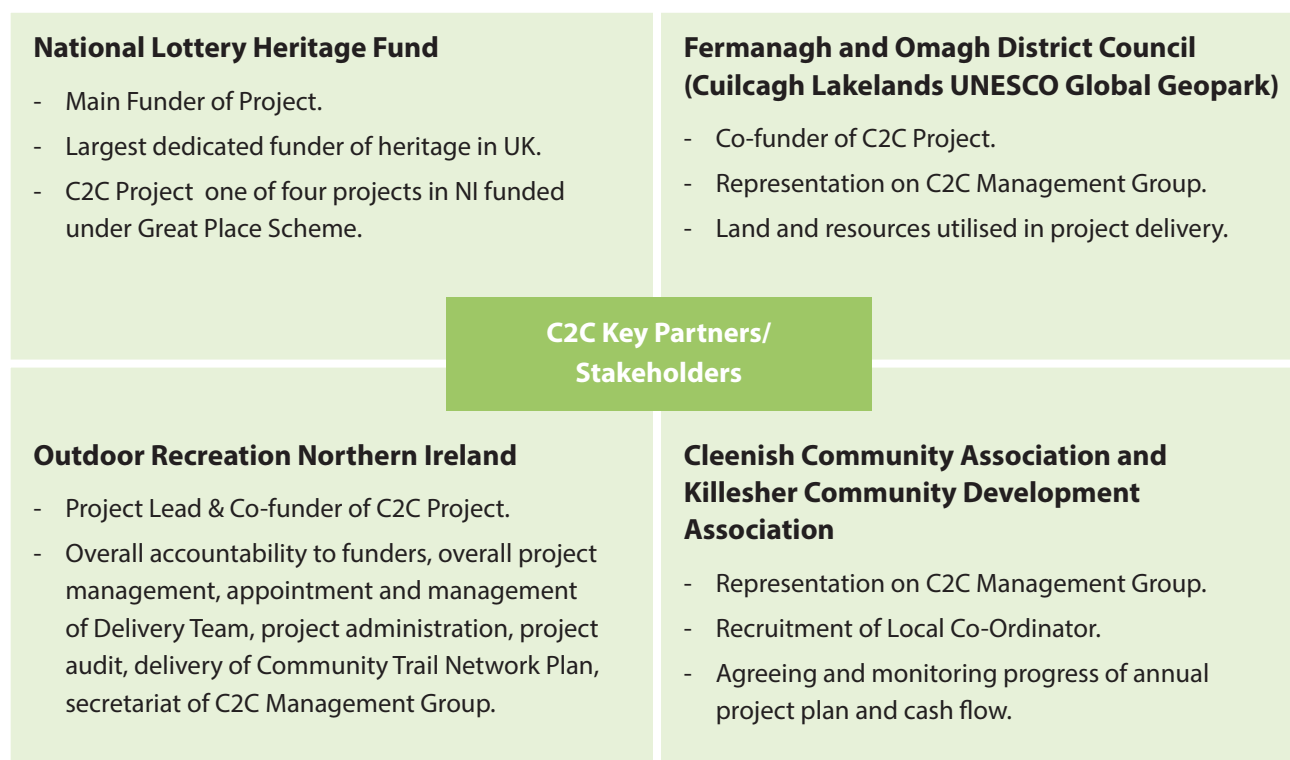 National Lottery Heritage Fund
- Main Funder of Project.
- Largest dedicated funder of heritage in UK.
- C2C Project one of four projects in NI funded
under Great Place Scheme.
Fermanagh and Omagh District Council
(Cuilcagh Lakelands UNESCO Global Geopark)
- Co-funder of C2C Project.
- Representation on C2C Management Group.
- Land and resources utilised in project delivery.
C2C Key Partners/
Stakeholders
Outdoor Recreation Northern Ireland
- Project Lead & Co-funder of C2C Project.
- Overall accountability to funders, overall project
management, appointment and management
of Delivery Team, project administration, project
audit, delivery of Community Trail Network Plan,
secretariat of C2C Management Group.
Cleenish Community Association and
Killesher Community Development
Association
- Representation on C2C Management Group.
- Recruitment of Local Co-Ordinator.
- Agreeing and monitoring progress of annual
project plan and cash flow.